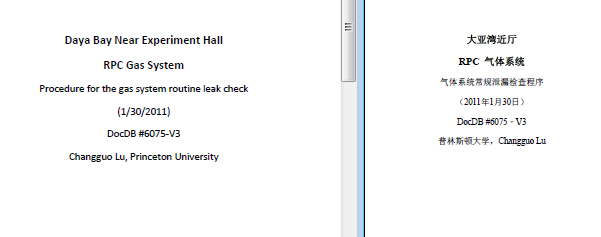 Daya Bay Near Experiment Hall
RPC Gas System
Procedure for the gas system routine leak check
(1/30/2011)
DocDB #6075-V3
Changguo Lu, Princeton University
大亚湾近厅
RPC 气体系统
气体系统常规泄漏检查程序
（2011年1月30日）
DocDB #6075 - V3
普林斯顿大学，Changguo Lu